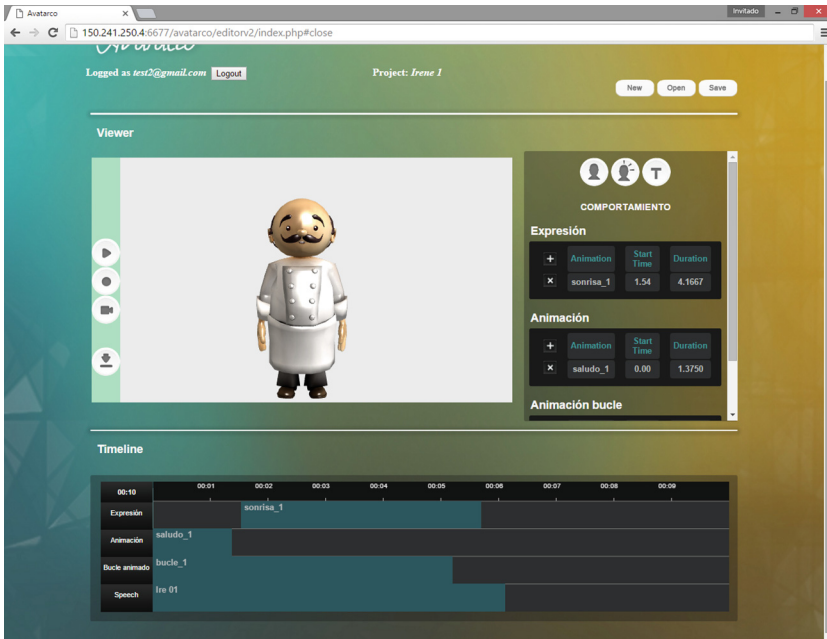 Avatarco
Invitado
150.241.250.4:6677/avatarco/editorv2/index.php#close
Avatarco
Logged as test2@gmail.com Logout
Project: Irene 1
New Open Save
Viewer
COMPORTAMIENTO
Expresión
Animation Start Time Duration
sonrisa_1 1.54 4.1667
Animación
Animation Start Time Duration
saludo_1 0.00 1.3750
Animación bucle
Timeline
00:10 00:01 00:02 00:03 00:04 00:05 00:06 00:07 00:08 00:09
Expresión sonrisa_1
Animación saludo_1
Bucle animado bucle_1
Speech Ire 01